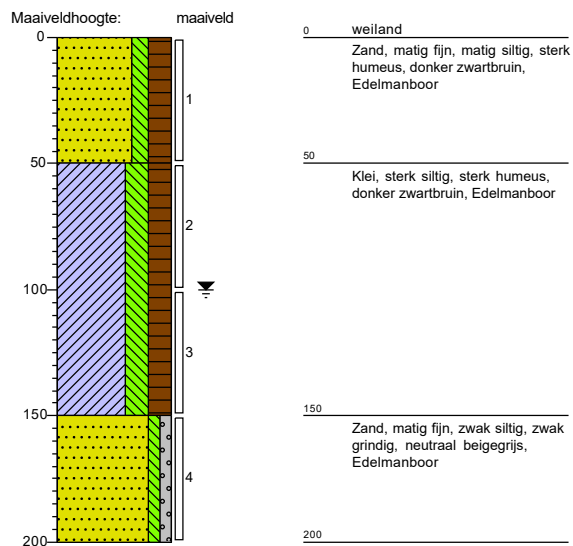 Maaiveldhoogte: maaiveld
0
50
100
150
200
1
2
3
4
0 weiland
Zand, matig fijn, matig siltig, sterk
humeus, donker zwartbruin,
Edelmanboor
50
Klei, sterk siltig, sterk humeus,
donker zwartbruin, Edelmanboor
150
Zand, matig fijn, zwak siltig, zwak
grindig, neutraal beigegrijs,
Edelmanboor
200